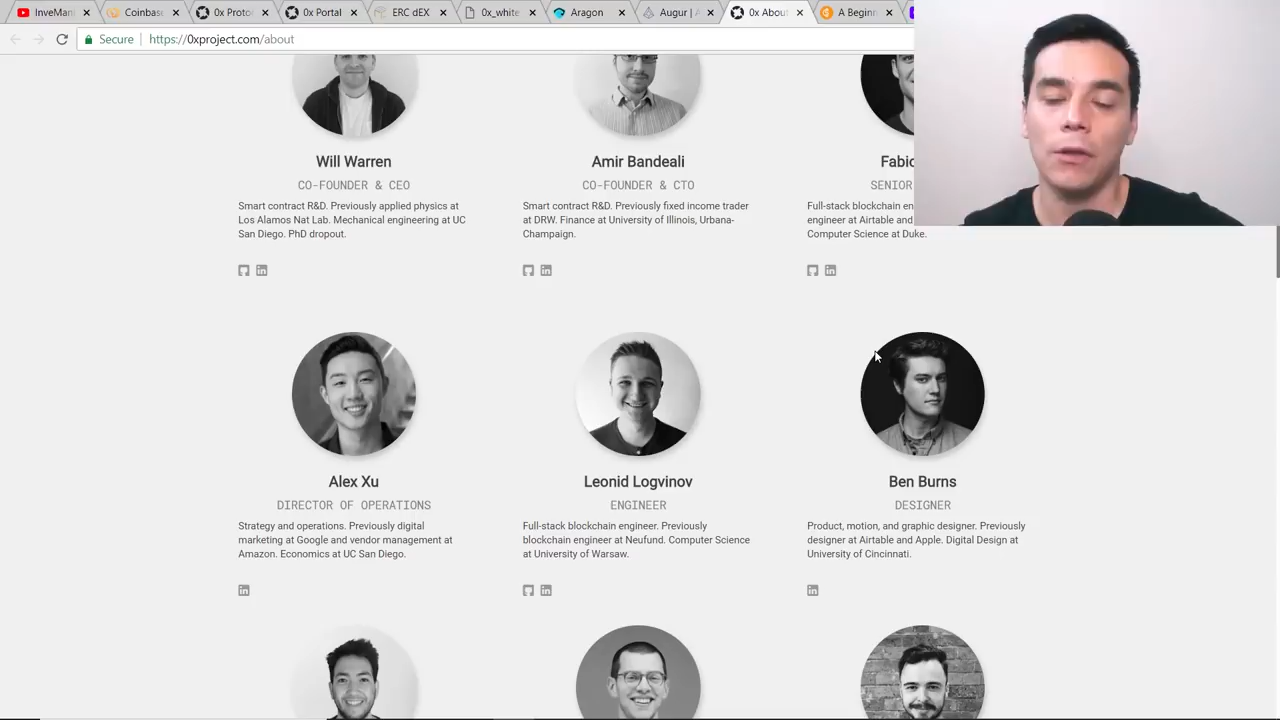 InveMan
Coinbase
0x Proto
0x Portal
ERC dEX
0x_white
Aragon
Augur | A
0x Abou
A Beginn
Secure
https://0xproject.com/about
Will Warren
Amir Bandeali
CO-FOUNDER & CEO
CO-FOUNDER & CTO
SENIOR
Smart contract R&D. Previously applied physics at
Los Alamos Nat Lab. Mechanical engineering at UC
San Diego. PhD dropout.
Smart contract R&D. Previously fixed income trader
at DRW. Finance at University of Illinois, Urbana-
Champaign.
Full-stack blockchain en
engineer at Airtable and
Computer Science at Duke.
Alex Xu
Leonid Logvinov
Ben Burns
DIRECTOR OF OPERATIONS
ENGINEER
DESIGNER
Strategy and operations. Previously digital
marketing at Google and vendor management at
Amazon. Economics at UC San Diego.
Full-stack blockchain engineer. Previously
blockchain engineer at Neufund. Computer Science
at University of Warsaw.
Product, motion, and graphic designer. Previously
designer at Airtable and Apple. Digital Design at
University of Cincinnati.